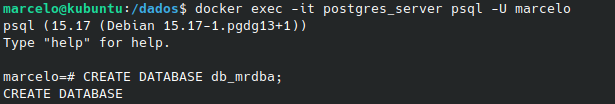 marcelo@kubuntu:/dados$ docker exec -it postgres_server psql -U marcelo
psql (15.17 (Debian 15.17-1.pgdg13+1))
Type "help" for help.

marcelo=# CREATE DATABASE db_mrdba;
CREATE DATABASE